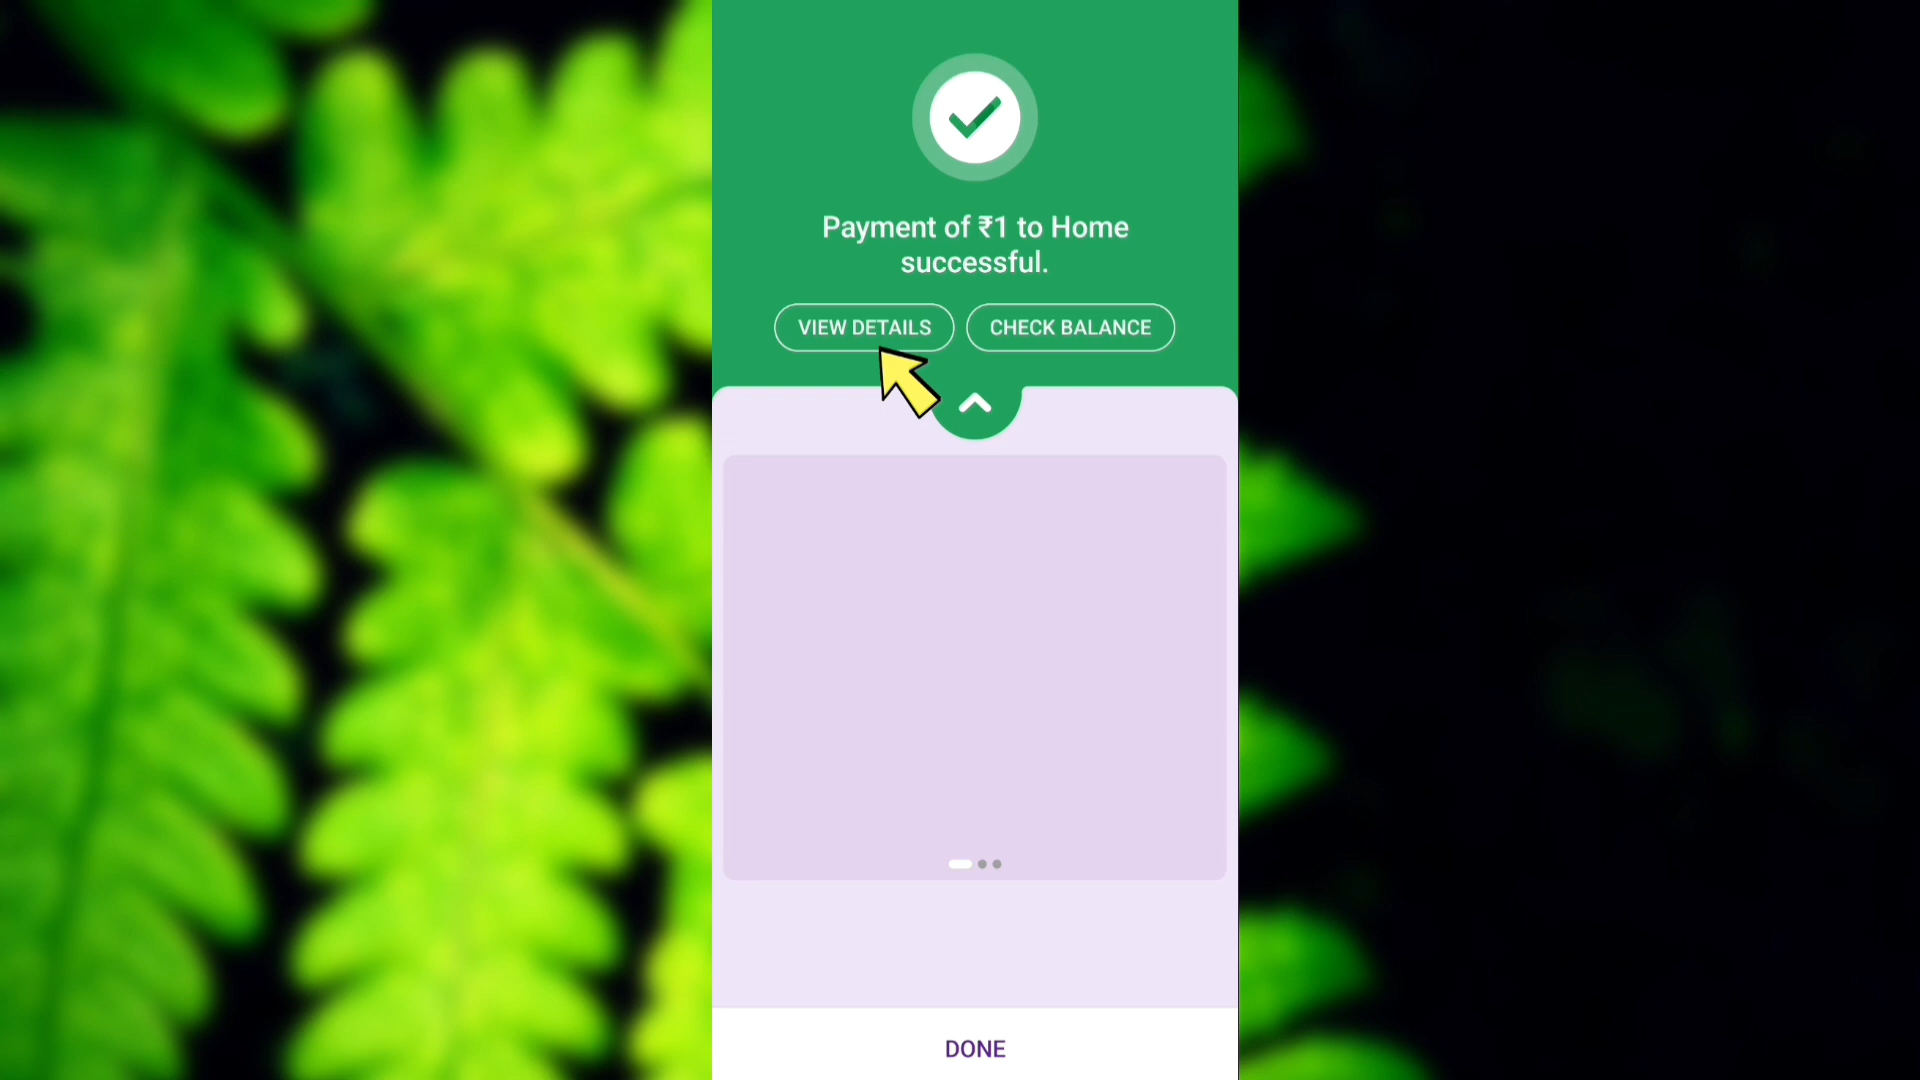 Payment of ₹1 to Home
successful.
VIEW DETAILS
CHECK BALANCE
DONE